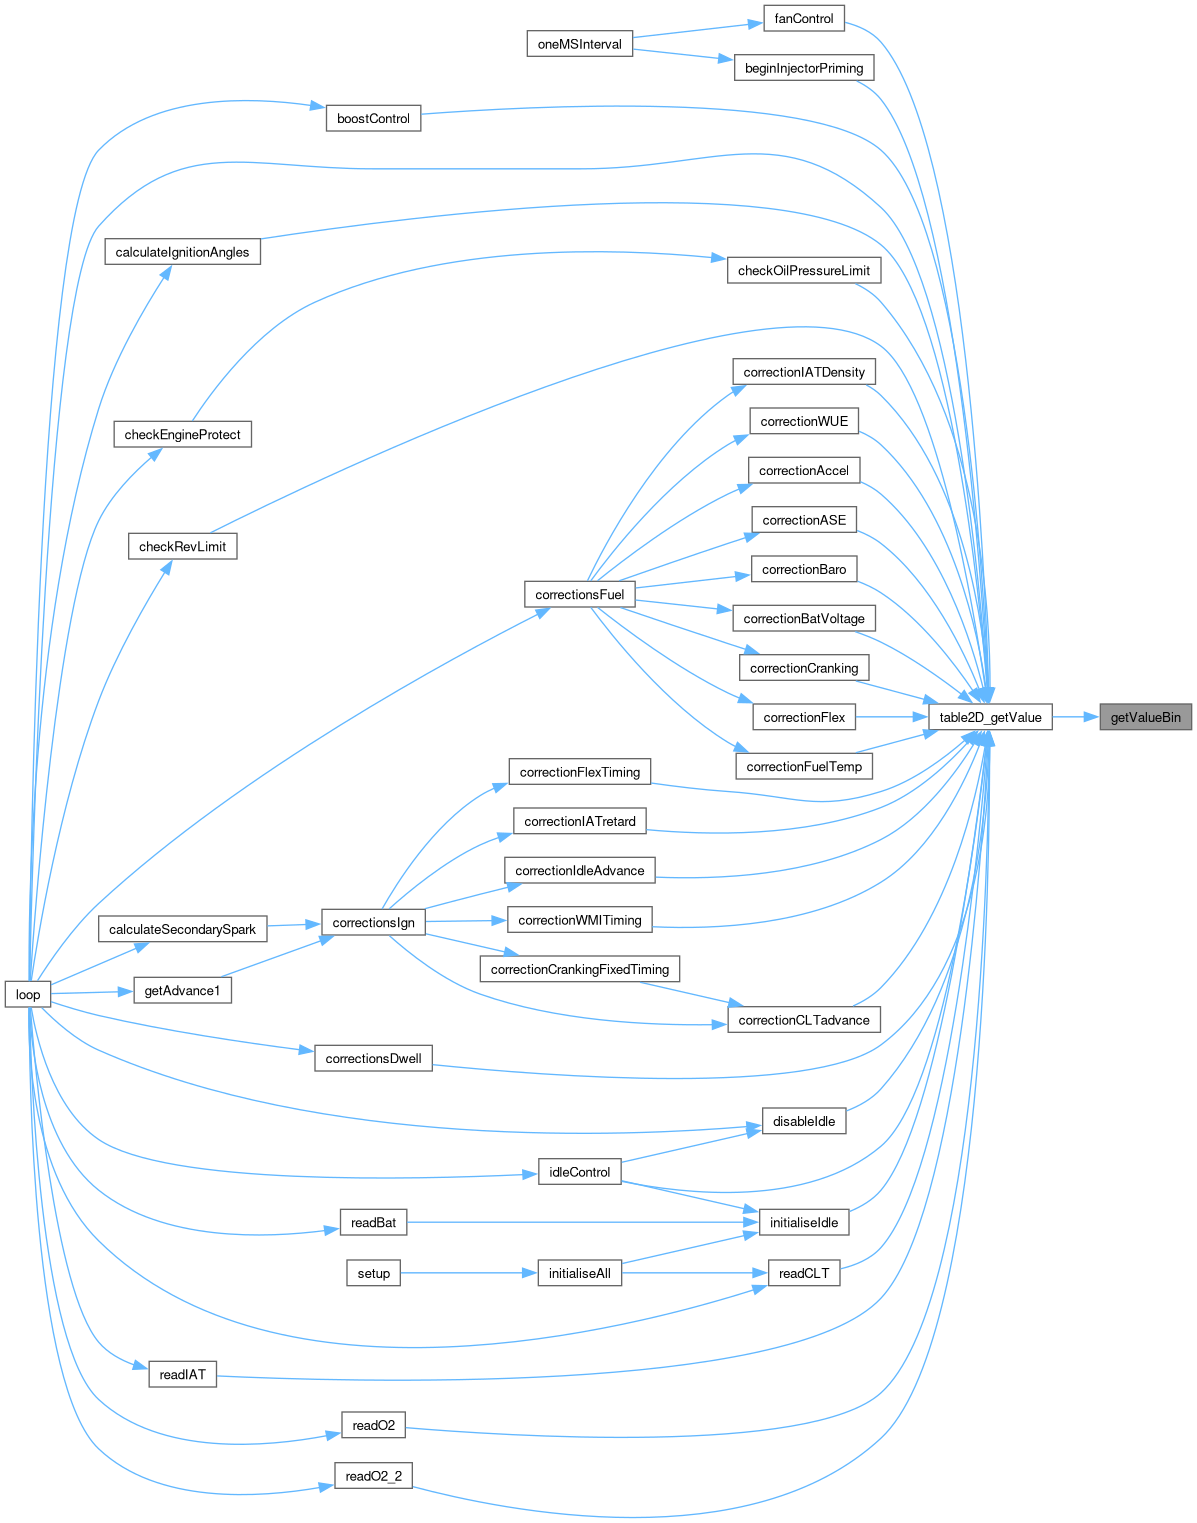 fanControl
oneMSInterval
beginInjectorPriming
boostControl
calculateIgnitionAngles
checkOilPressureLimit
correctionIATDensity
correctionWUE
checkEngineProtect
correctionAccel
correctionASE
checkRevLimit
correctionBaro
correctionsFuel
correctionBatVoltage
correctionCranking
correctionFlex
table2D_getValue
getValueBin
correctionFuelTemp
correctionFlexTiming
correctionIATretard
correctionIdleAdvance
correctionWMITiming
correctionsIgn
calculateSecondarySpark
correctionCrankingFixedTiming
getAdvance1
loop
correctionCLTadvance
correctionsDwell
disableIdle
idleControl
readBat
initialiseIdle
setup
initialiseAll
readCLT
readIAT
readO2
readO2_2